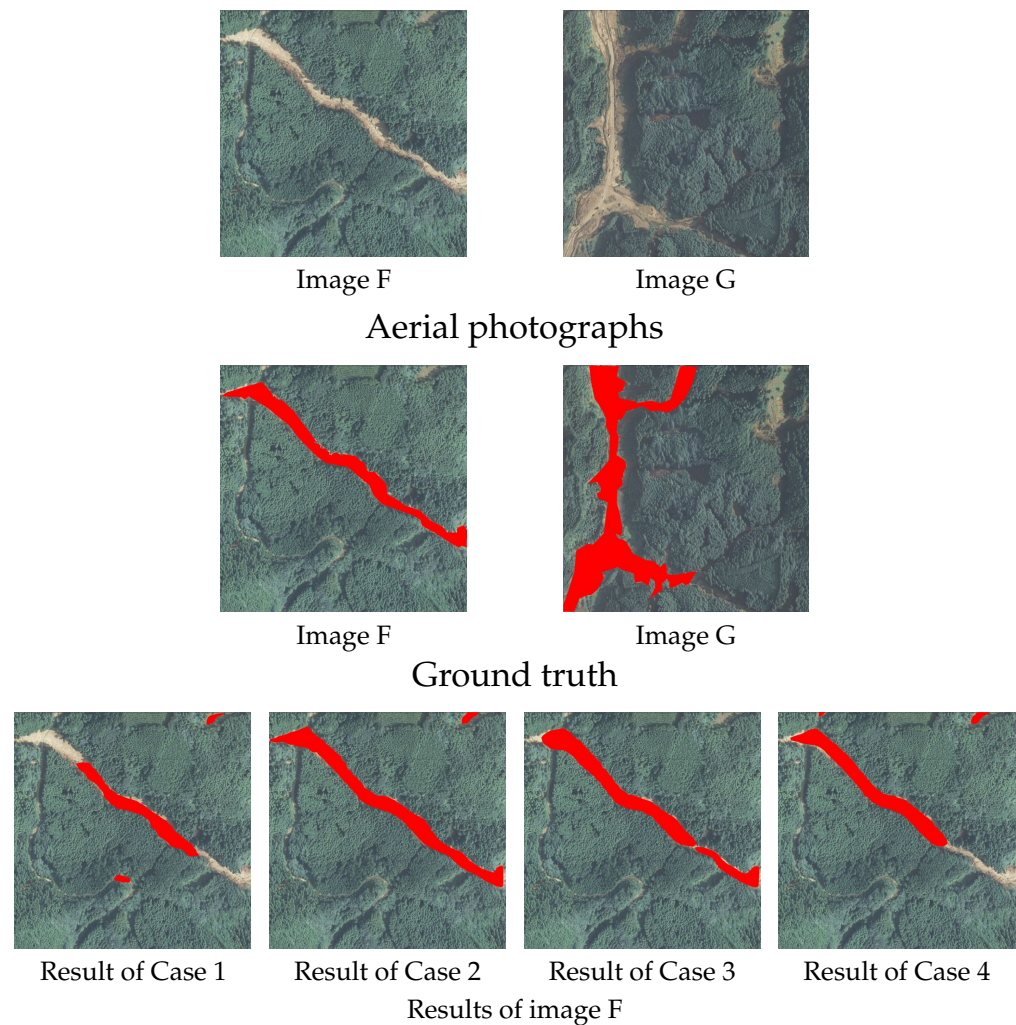 Image F
Image G
Aerial photographs
Image F
Image G
Ground truth
Result of Case 1
Result of Case 2
Result of Case 3
Result of Case 4
Results of image F